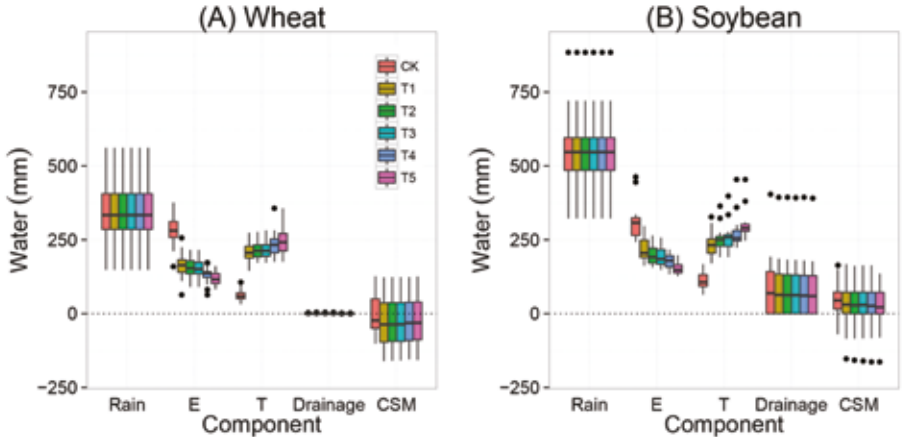 (A) Wheat
Water (mm)
750
500
250
0
−250
CK
T1
T2
T3
T4
T5
Rain
E
T
Drainage
CSM
Component
(B) Soybean
Water (mm)
750
500
250
0
−250
Rain
E
T
Drainage
CSM
Component